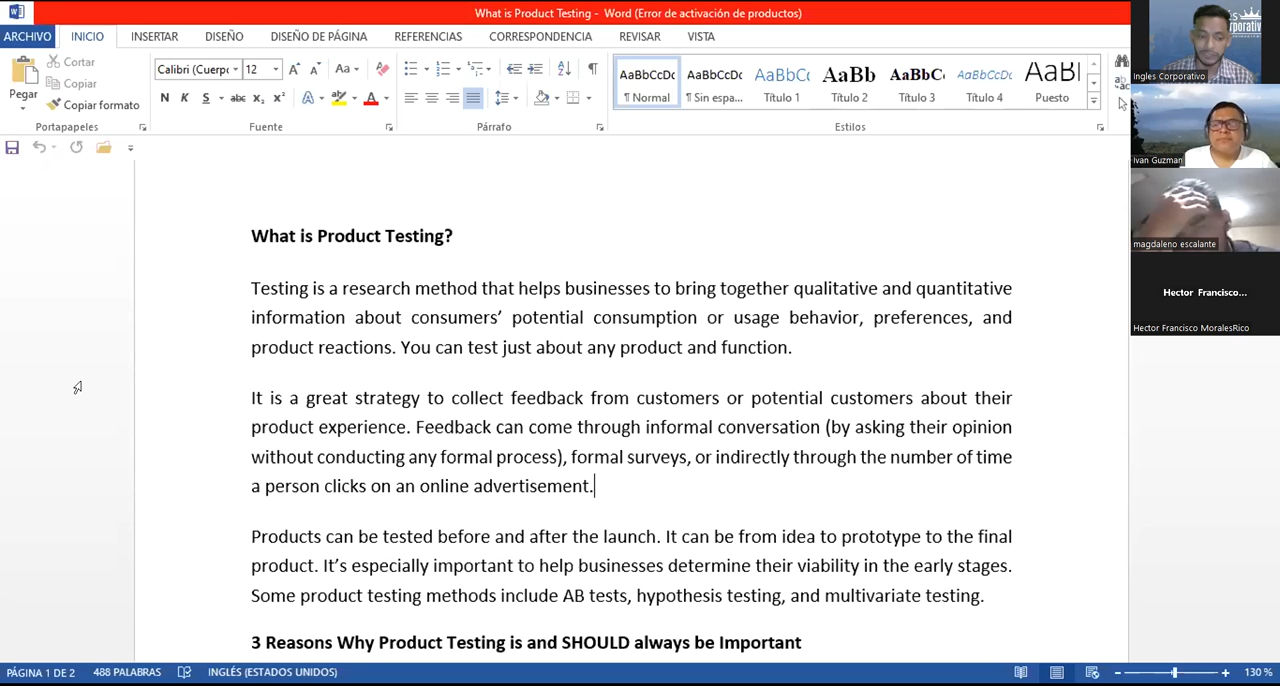 What is Product Testing - Word (Error de activación de productos)
ARCHIVO INICIO INSERTAR DISEÑO DISEÑO DE PÁGINA REFERENCIAS CORRESPONDENCIA REVISAR VISTA
Pegar
Cortar
Copiar
Copiar formato
Portapapeles
Calibri (Cuerpo 12
N K S abc x₂ x²
Fuente
Párrafo
AaBbCcDc AaBbCcDc AaBbCc AaBb AaBbC AaBbCcD AaBl
¶ Normal ¶ Sin espa... Título 1 Título 2 Título 3 Título 4 Puesto
Estilos
What is Product Testing?
Testing is a research method that helps businesses to bring together qualitative and quantitative
information about consumers’ potential consumption or usage behavior, preferences, and
product reactions. You can test just about any product and function.
It is a great strategy to collect feedback from customers or potential customers about their
product experience. Feedback can come through informal conversation (by asking their opinion
without conducting any formal process), formal surveys, or indirectly through the number of time
a person clicks on an online advertisement.
Products can be tested before and after the launch. It can be from idea to prototype to the final
product. It’s especially important to help businesses determine their viability in the early stages.
Some product testing methods include AB tests, hypothesis testing, and multivariate testing.
3 Reasons Why Product Testing is and SHOULD always be Important
PÁGINA 1 DE 2 488 PALABRAS INGLÉS (ESTADOS UNIDOS) 130 %
Ingles Corporativo
Ivan Guzman
magdaleno escalante
Hector Francisco...
Hector Francisco MoralesRico